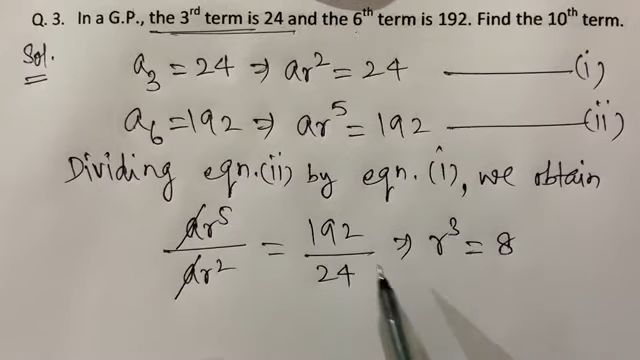 Q. 3. In a G.P., the 3rd term is 24 and the 6th term is 192. Find the 10th term.
Sol.
a₃ = 24 ⇒ ar² = 24 ——— (i)
a₆ = 192 ⇒ ar⁵ = 192 ——— (ii)
Dividing eqn.(ii) by eqn. (i), we obtain
ar⁵/ar² = 192/24 ⇒ r³ = 8